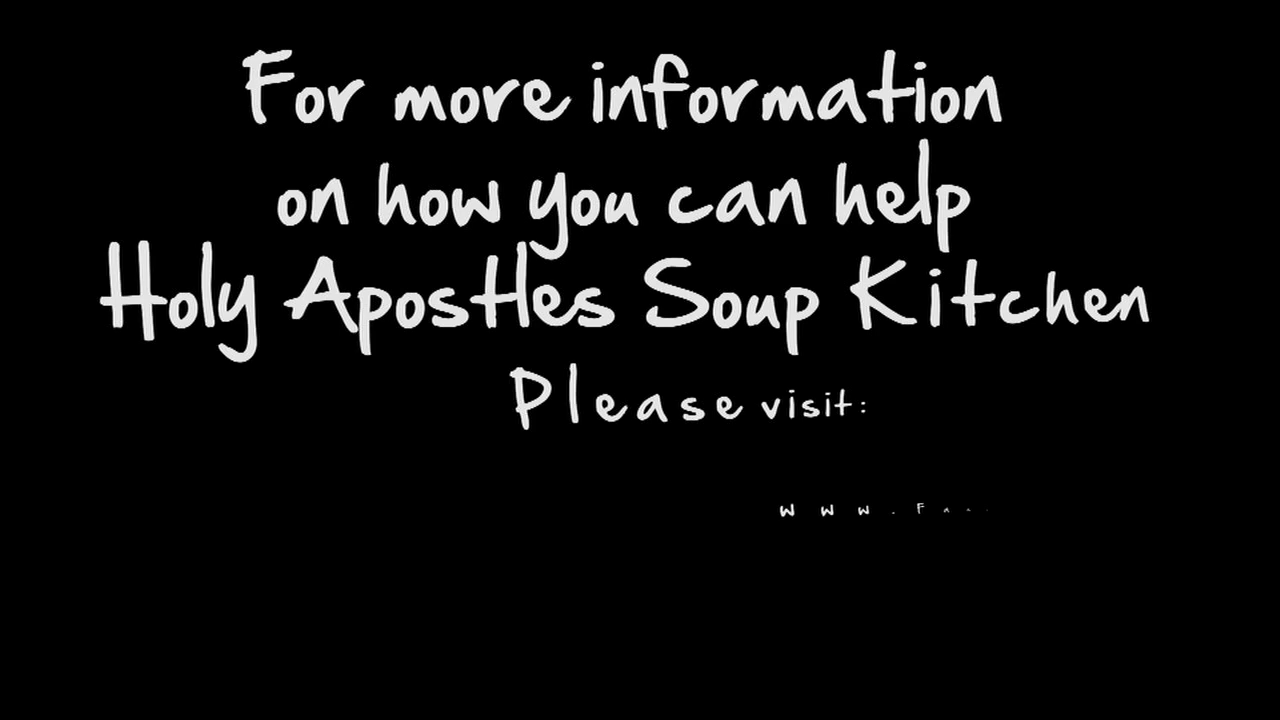 For more information
on how you can help
Holy Apostles Soup Kitchen
Please visit: